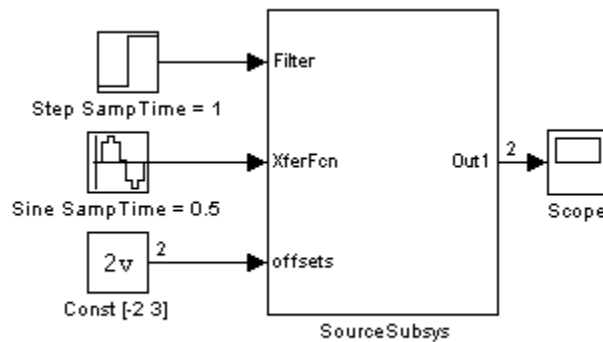 Filter
Step SampTime = 1
XferFcn
Out1
2
Sine SampTime = 0.5
Scope
2v
2
offsets
Const [-2 3]
SourceSubsys